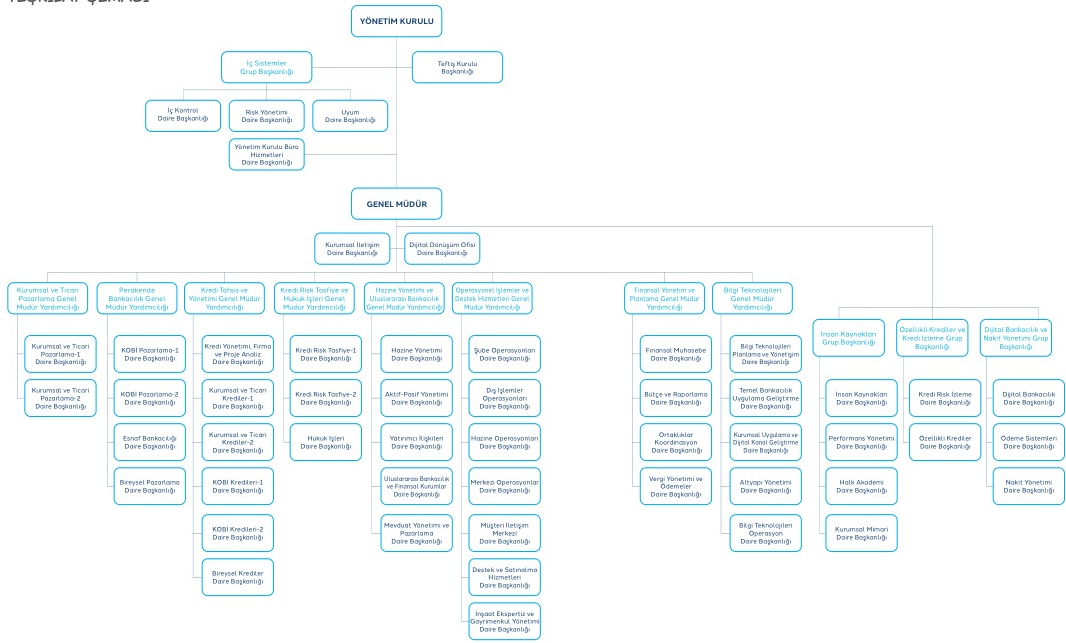 TEŞKİLAT ŞEMASI
YÖNETİM KURULU
İç Sistemler
Grup Başkanlığı
Teftiş Kurulu
Başkanlığı
İç Kontrol
Daire Başkanlığı
Risk Yönetimi
Daire Başkanlığı
Uyum
Daire Başkanlığı
Yönetim Kurulu Büro
Hizmetleri
Daire Başkanlığı
GENEL MÜDÜR
Kurumsal İletişim
Daire Başkanlığı
Dijital Dönüşüm Ofisi
Daire Başkanlığı
Kurumsal ve Ticari
Pazarlama Genel
Müdür Yardımcılığı
Perakende
Bankacılık Genel
Müdür Yardımcılığı
Kredi Tahsis ve
Yönetimi Genel Müdür
Yardımcılığı
Kredi Risk Tasfiye ve
Hukuk İşleri Genel
Müdür Yardımcılığı
Hazine Yönetimi ve
Uluslararası Bankacılık
Genel Müdür Yardımcılığı
Operasyonel İşlemler ve
Destek Hizmetleri Genel
Müdür Yardımcılığı
Finansal Yönetim ve
Planlama Genel Müdür
Yardımcılığı
Bilgi Teknolojileri
Genel Müdür
Yardımcılığı
İnsan Kaynakları
Grup Başkanlığı
Özellikli Krediler ve
Kredi İzleme Grup
Başkanlığı
Dijital Bankacılık ve
Nakit Yönetimi Grup
Başkanlığı
Kurumsal ve Ticari
Pazarlama-1
Daire Başkanlığı
Kurumsal ve Ticari
Pazarlama-2
Daire Başkanlığı
KOBİ Pazarlama-1
Daire Başkanlığı
KOBİ Pazarlama-2
Daire Başkanlığı
Esnaf Bankacılığı
Daire Başkanlığı
Bireysel Pazarlama
Daire Başkanlığı
Kredi Yönetimi, Firma
ve Proje Analiz
Daire Başkanlığı
Kurumsal ve Ticari
Krediler-1
Daire Başkanlığı
Kurumsal ve Ticari
Krediler-2
Daire Başkanlığı
KOBİ Kredileri-1
Daire Başkanlığı
KOBİ Kredileri-2
Daire Başkanlığı
Bireysel Krediler
Daire Başkanlığı
Kredi Risk Tasfiye-1
Daire Başkanlığı
Kredi Risk Tasfiye-2
Daire Başkanlığı
Hukuk İşleri
Daire Başkanlığı
Hazine Yönetimi
Daire Başkanlığı
Aktif-Pasif Yönetimi
Daire Başkanlığı
Yatırımcı İlişkileri
Daire Başkanlığı
Uluslararası Bankacılık
ve Finansal Kurumlar
Daire Başkanlığı
Mevduat Yönetimi ve
Pazarlama
Daire Başkanlığı
Şube Operasyonları
Daire Başkanlığı
Dış İşlemler
Operasyonları
Daire Başkanlığı
Hazine Operasyonları
Daire Başkanlığı
Merkezi Operasyonlar
Daire Başkanlığı
Müşteri İletişim
Merkezi
Daire Başkanlığı
Destek ve Satınalma
Hizmetleri
Daire Başkanlığı
İnşaat Ekspertiz ve
Gayrimenkul Yönetimi
Daire Başkanlığı
Finansal Muhasebe
Daire Başkanlığı
Bütçe ve Raporlama
Daire Başkanlığı
Ortaklıklar
Koordinasyon
Daire Başkanlığı
Vergi Yönetimi ve
Ödemeler
Daire Başkanlığı
Bilgi Teknolojileri
Planlama ve Yönetişim
Daire Başkanlığı
Temel Bankacılık
Uygulama Geliştirme
Daire Başkanlığı
Kurumsal Uygulama ve
Dijital Kanal Geliştirme
Daire Başkanlığı
Altyapı Yönetimi
Daire Başkanlığı
Bilgi Teknolojileri
Operasyon
Daire Başkanlığı
İnsan Kaynakları
Daire Başkanlığı
Performans Yönetimi
Daire Başkanlığı
Halk Akademi
Daire Başkanlığı
Kurumsal Mimari
Daire Başkanlığı
Kredi Risk İzleme
Daire Başkanlığı
Özellikli Krediler
Daire Başkanlığı
Dijital Bankacılık
Daire Başkanlığı
Ödeme Sistemleri
Daire Başkanlığı
Nakit Yönetimi
Daire Başkanlığı